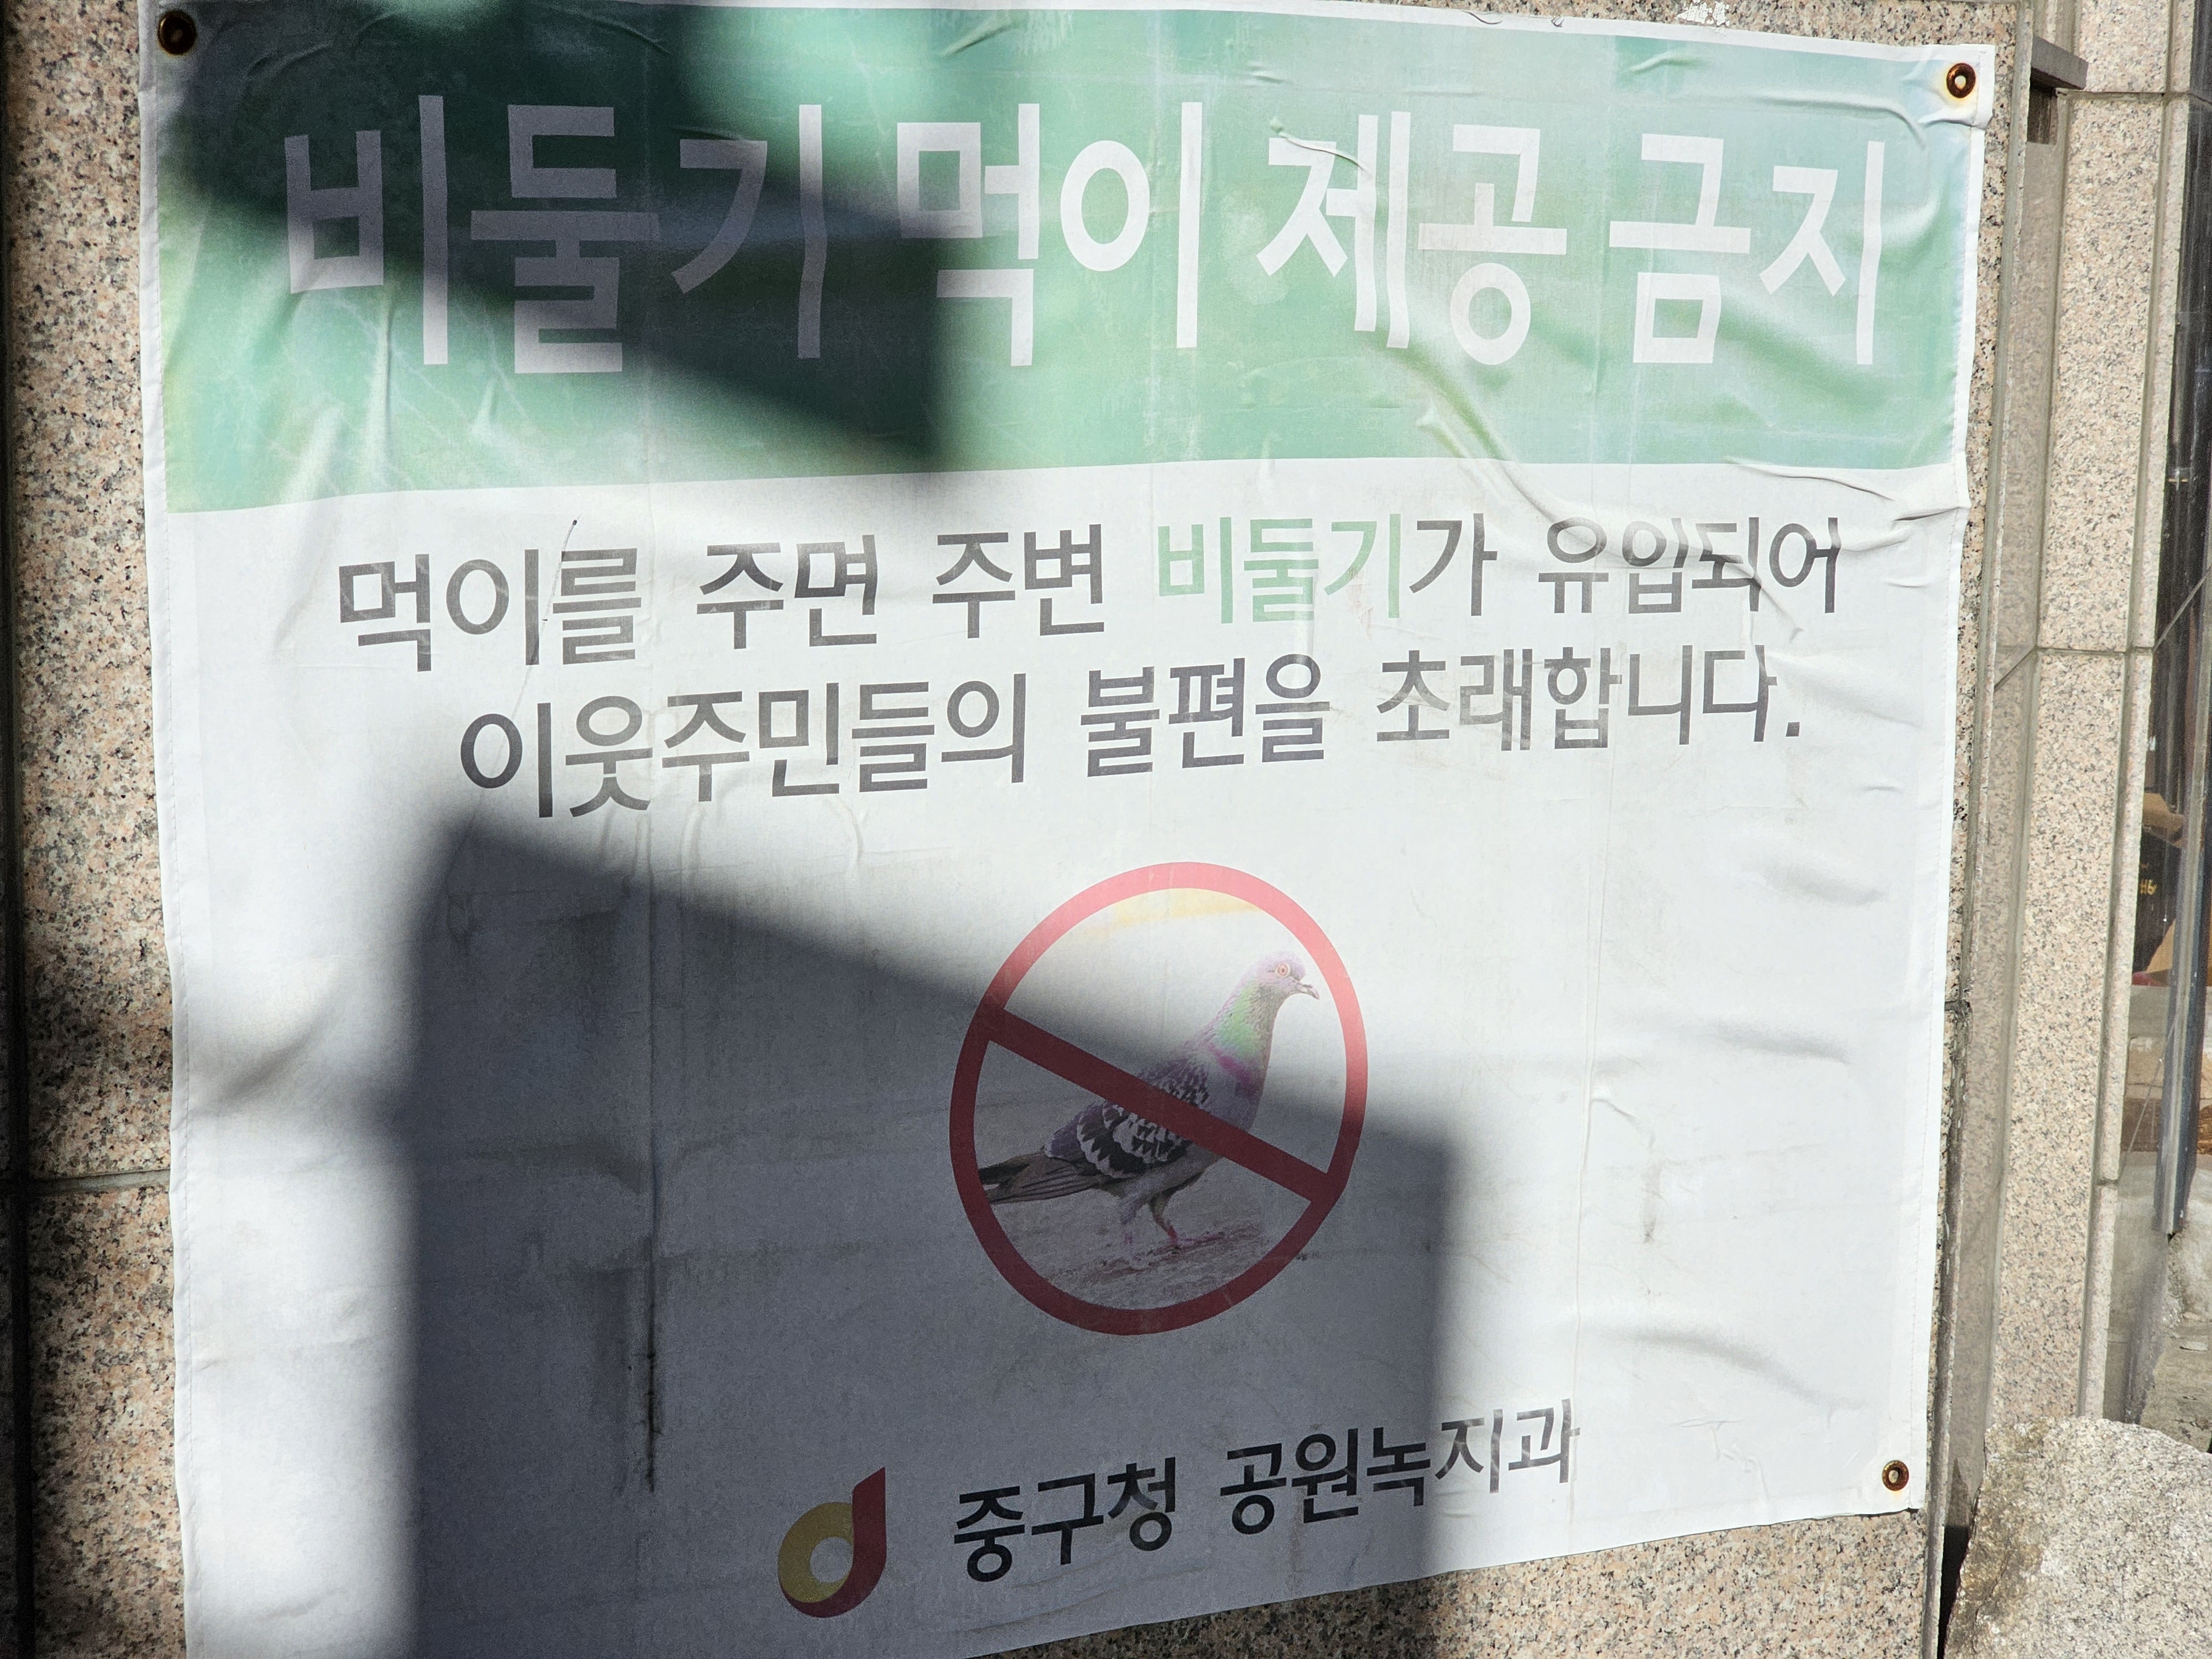 비둘기 먹이 제공 금지
먹이를 주면 주변 비둘기가 유입되어
이웃주민들의 불편을 초래합니다.
중구청 공원녹지과